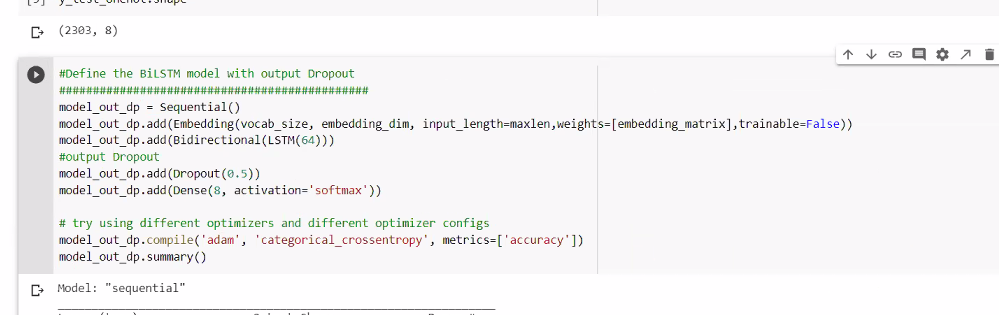 [9] y_test_onehot.shape
(2303, 8)
#Define the BiLSTM model with output Dropout
##############################################
model_out_dp = Sequential()
model_out_dp.add(Embedding(vocab_size, embedding_dim, input_length=maxlen,weights=[embedding_matrix],trainable=False))
model_out_dp.add(Bidirectional(LSTM(64)))
#output Dropout
model_out_dp.add(Dropout(0.5))
model_out_dp.add(Dense(8, activation='softmax'))
# try using different optimizers and different optimizer configs
model_out_dp.compile('adam', 'categorical_crossentropy', metrics=['accuracy'])
model_out_dp.summary()
Model: "sequential"